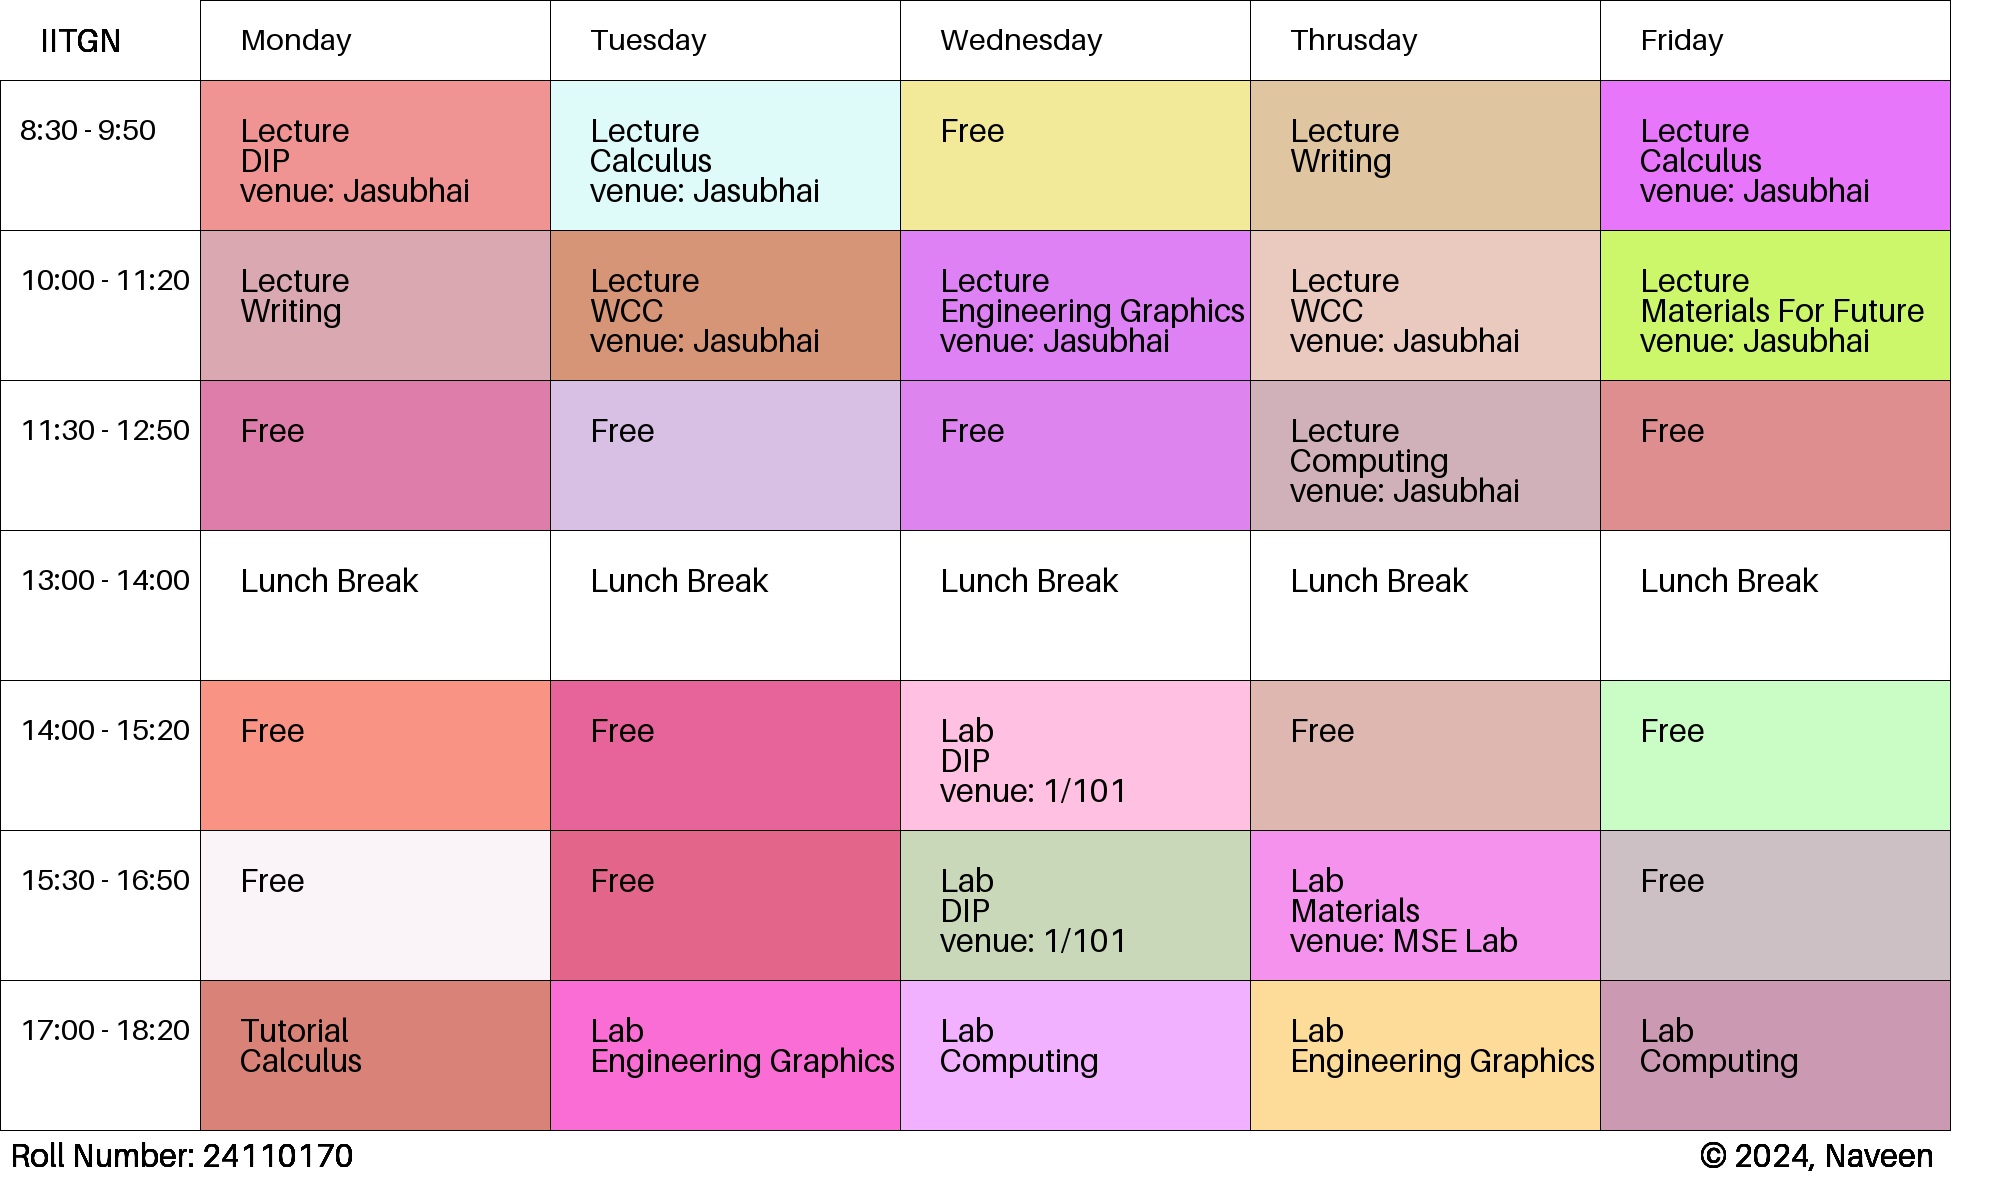 IITGN
Monday
Tuesday
Wednesday
Thrusday
Friday
8:30 - 9:50
Lecture
DIP
venue: Jasubhai
Lecture
Calculus
venue: Jasubhai
Free
Lecture
Writing
Lecture
Calculus
venue: Jasubhai
10:00 - 11:20
Lecture
Writing
Lecture
WCC
venue: Jasubhai
Lecture
Engineering Graphics
venue: Jasubhai
Lecture
WCC
venue: Jasubhai
Lecture
Materials For Future
venue: Jasubhai
11:30 - 12:50
Free
Free
Free
Lecture
Computing
venue: Jasubhai
Free
13:00 - 14:00
Lunch Break
Lunch Break
Lunch Break
Lunch Break
Lunch Break
14:00 - 15:20
Free
Free
Lab
DIP
venue: 1/101
Free
Free
15:30 - 16:50
Free
Free
Lab
DIP
venue: 1/101
Lab
Materials
venue: MSE Lab
Free
17:00 - 18:20
Tutorial
Calculus
Lab
Engineering Graphics
Lab
Computing
Lab
Engineering Graphics
Lab
Computing
Roll Number: 24110170
© 2024, Naveen